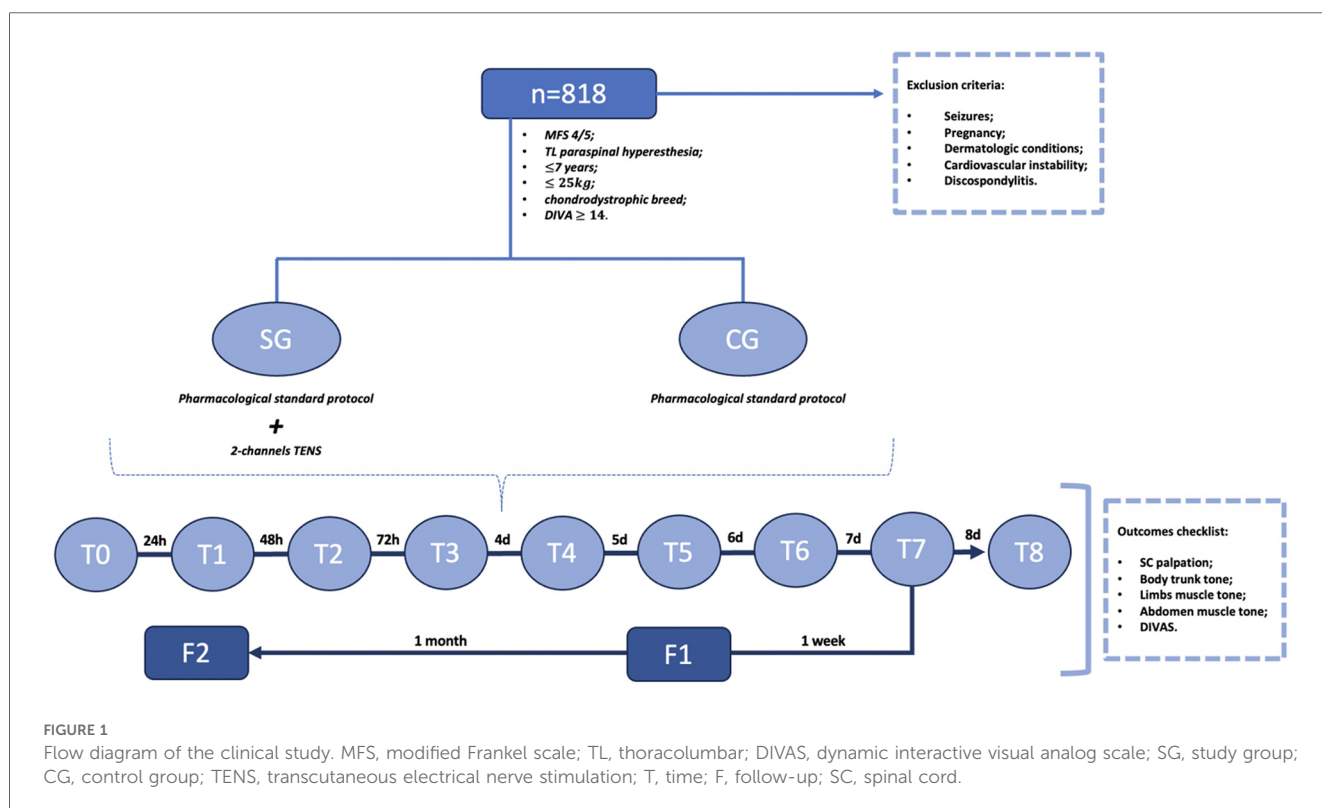 n=818
• MFS 4/5;
• TL paraspinal hyperesthesia;
• ≤7 years;
• ≤ 25kg;
• chondrodystrophic breed;
• DIVA ≥ 14.
Exclusion criteria:
• Seizures;
• Pregnancy;
• Dermatologic conditions;
• Cardiovascular instability;
• Discospondylitis.
SG
CG
Pharmacological standard protocol
+
2-channels TENS
Pharmacological standard protocol
T0 24h T1 48h T2 72h T3 4d T4 5d T5 6d T6 7d T7 8d T8
F2 1 month F1 1 week
Outcomes checklist:
• SC palpation;
• Body trunk tone;
• Limbs muscle tone;
• Abdomen muscle tone;
• DIVAS.
FIGURE 1
Flow diagram of the clinical study. MFS, modified Frankel scale; TL, thoracolumbar; DIVAS, dynamic interactive visual analog scale; SG, study group;
CG, control group; TENS, transcutaneous electrical nerve stimulation; T, time; F, follow-up; SC, spinal cord.